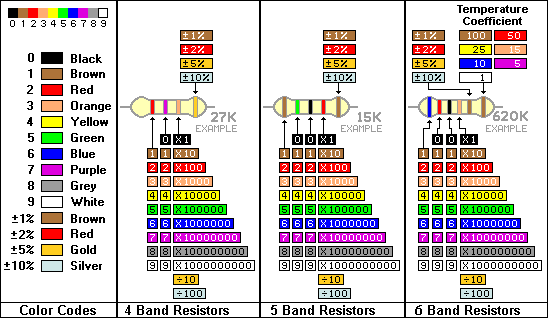 0 1 2 3 4 5 6 7 8 9
0 Black
1 Brown
2 Red
3 Orange
4 Yellow
5 Green
6 Blue
7 Purple
8 Grey
9 White
±1% Brown
±2% Red
±5% Gold
±10% Silver
Color Codes
±1%
±2%
±5%
±10%
27K
EXAMPLE
0 X1
1 1 X10
2 2 X100
3 3 X1000
4 4 X10000
5 5 X100000
6 6 X1000000
7 7 X10000000
8 8 X100000000
9 9 X1000000000
÷10
÷100
4 Band Resistors
±1%
±2%
±5%
±10%
15K
EXAMPLE
0 0 X1
1 1 1 X10
2 2 2 X100
3 3 3 X1000
4 4 4 X10000
5 5 5 X100000
6 6 6 X1000000
7 7 7 X10000000
8 8 8 X100000000
9 9 9 X1000000000
÷10
÷100
5 Band Resistors
Temperature
Coefficient
±1% 100 50
±2% 25 15
±5% 10 5
±10% 1
620K
EXAMPLE
0 0 X1
1 1 1 X10
2 2 2 X100
3 3 3 X1000
4 4 4 X10000
5 5 5 X100000
6 6 6 X1000000
7 7 7 X10000000
8 8 8 X100000000
9 9 9 X1000000000
÷10
÷100
6 Band Resistors